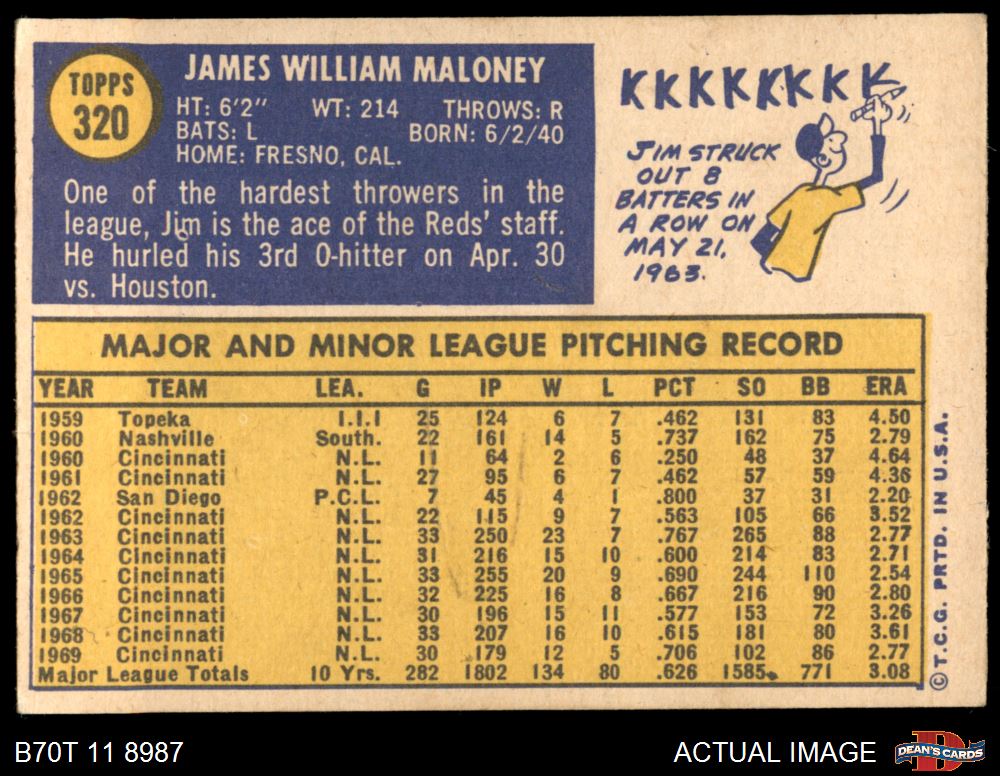 TOPPS
320
JAMES WILLIAM MALONEY
HT: 6'2" WT: 214 THROWS: R
BATS: L BORN: 6/2/40
HOME: FRESNO, CAL.
One of the hardest throwers in the
league, Jim is the ace of the Reds' staff.
He hurled his 3rd 0-hitter on Apr. 30
vs. Houston.
KKKKKKKK
JIM STRUCK
OUT 8
BATTERS IN
A ROW ON
MAY 21,
1963.
MAJOR AND MINOR LEAGUE PITCHING RECORD
YEAR TEAM LEA. G IP W L PCT SO BB ERA
1959 Topeka I.I.I 25 124 6 7 .462 131 83 4.50
1960 Nashville South. 22 161 14 5 .737 162 75 2.79
1960 Cincinnati N.L. 11 64 2 6 .250 48 37 4.64
1961 Cincinnati N.L. 27 95 6 7 .462 57 59 4.36
1962 San Diego P.C.L. 7 45 4 1 .800 37 31 2.20
1962 Cincinnati N.L. 22 115 9 7 .563 105 66 3.52
1963 Cincinnati N.L. 33 250 23 7 .767 265 88 2.77
1964 Cincinnati N.L. 31 216 15 10 .600 214 83 2.71
1965 Cincinnati N.L. 33 255 20 9 .690 244 110 2.54
1966 Cincinnati N.L. 32 225 16 8 .667 216 90 2.80
1967 Cincinnati N.L. 30 196 15 11 .577 153 72 3.26
1968 Cincinnati N.L. 33 207 16 10 .615 181 80 3.61
1969 Cincinnati N.L. 30 179 12 5 .706 102 86 2.77
Major League Totals 10 Yrs. 282 1802 134 80 .626 1585 771 3.08
© T.C.G. PRTD. IN U.S.A.
B70T 11 8987
ACTUAL IMAGE
D
DEAN'S CARDS